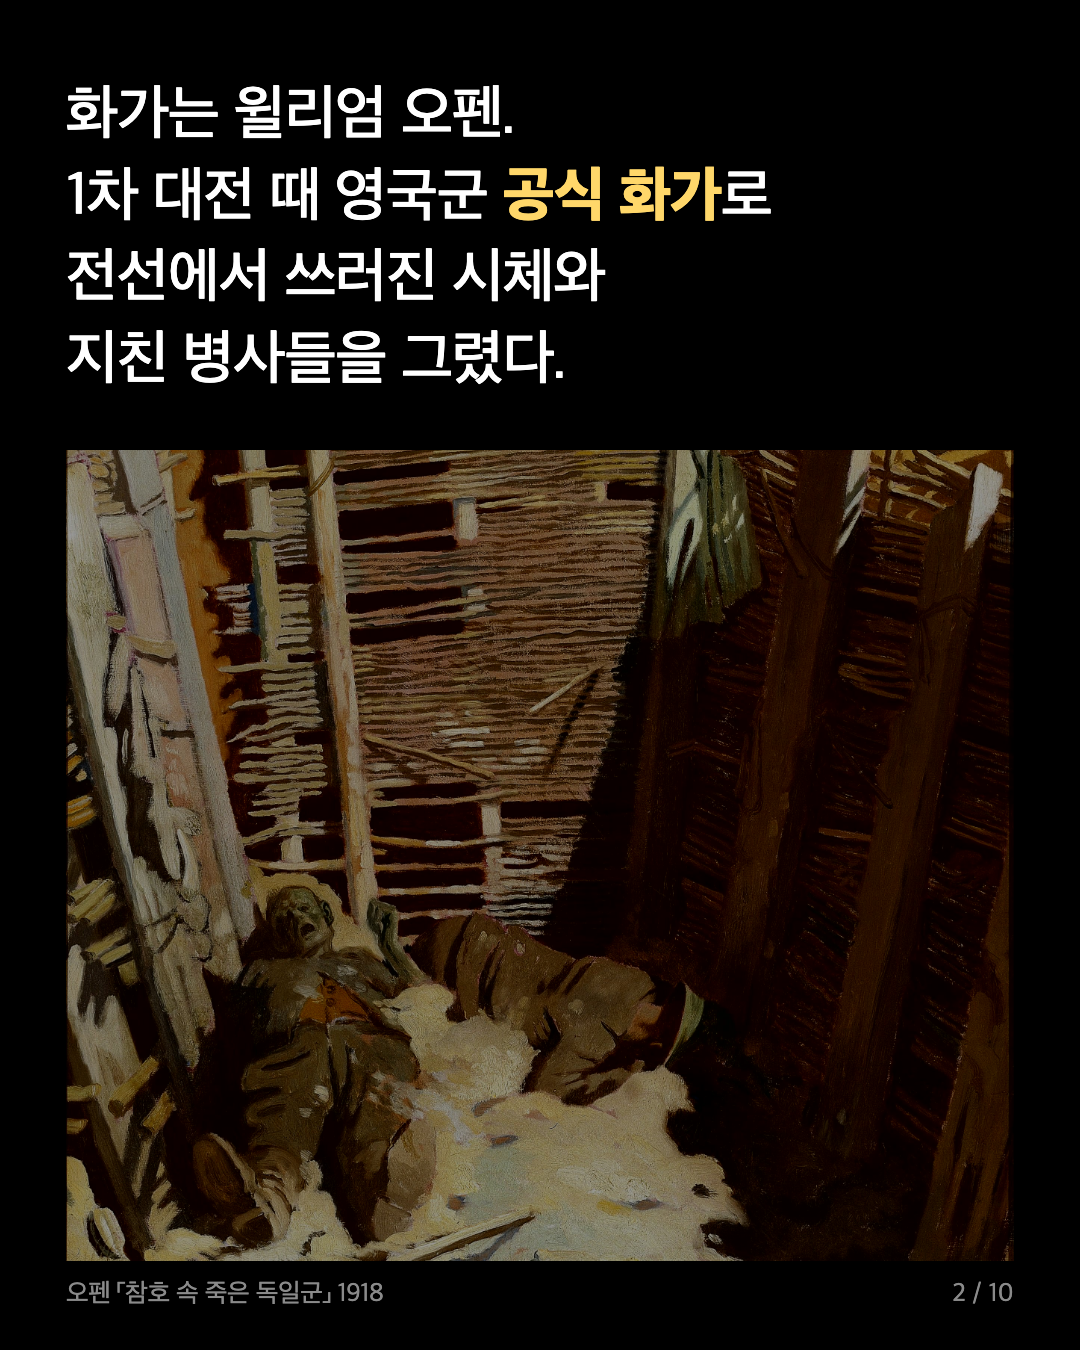 화가는 윌리엄 오펜.
1차 대전 때 영국군 공식 화가로
전선에서 쓰러진 시체와
지친 병사들을 그렸다.
오펜 「참호 속 죽은 독일군」 1918
2 / 10